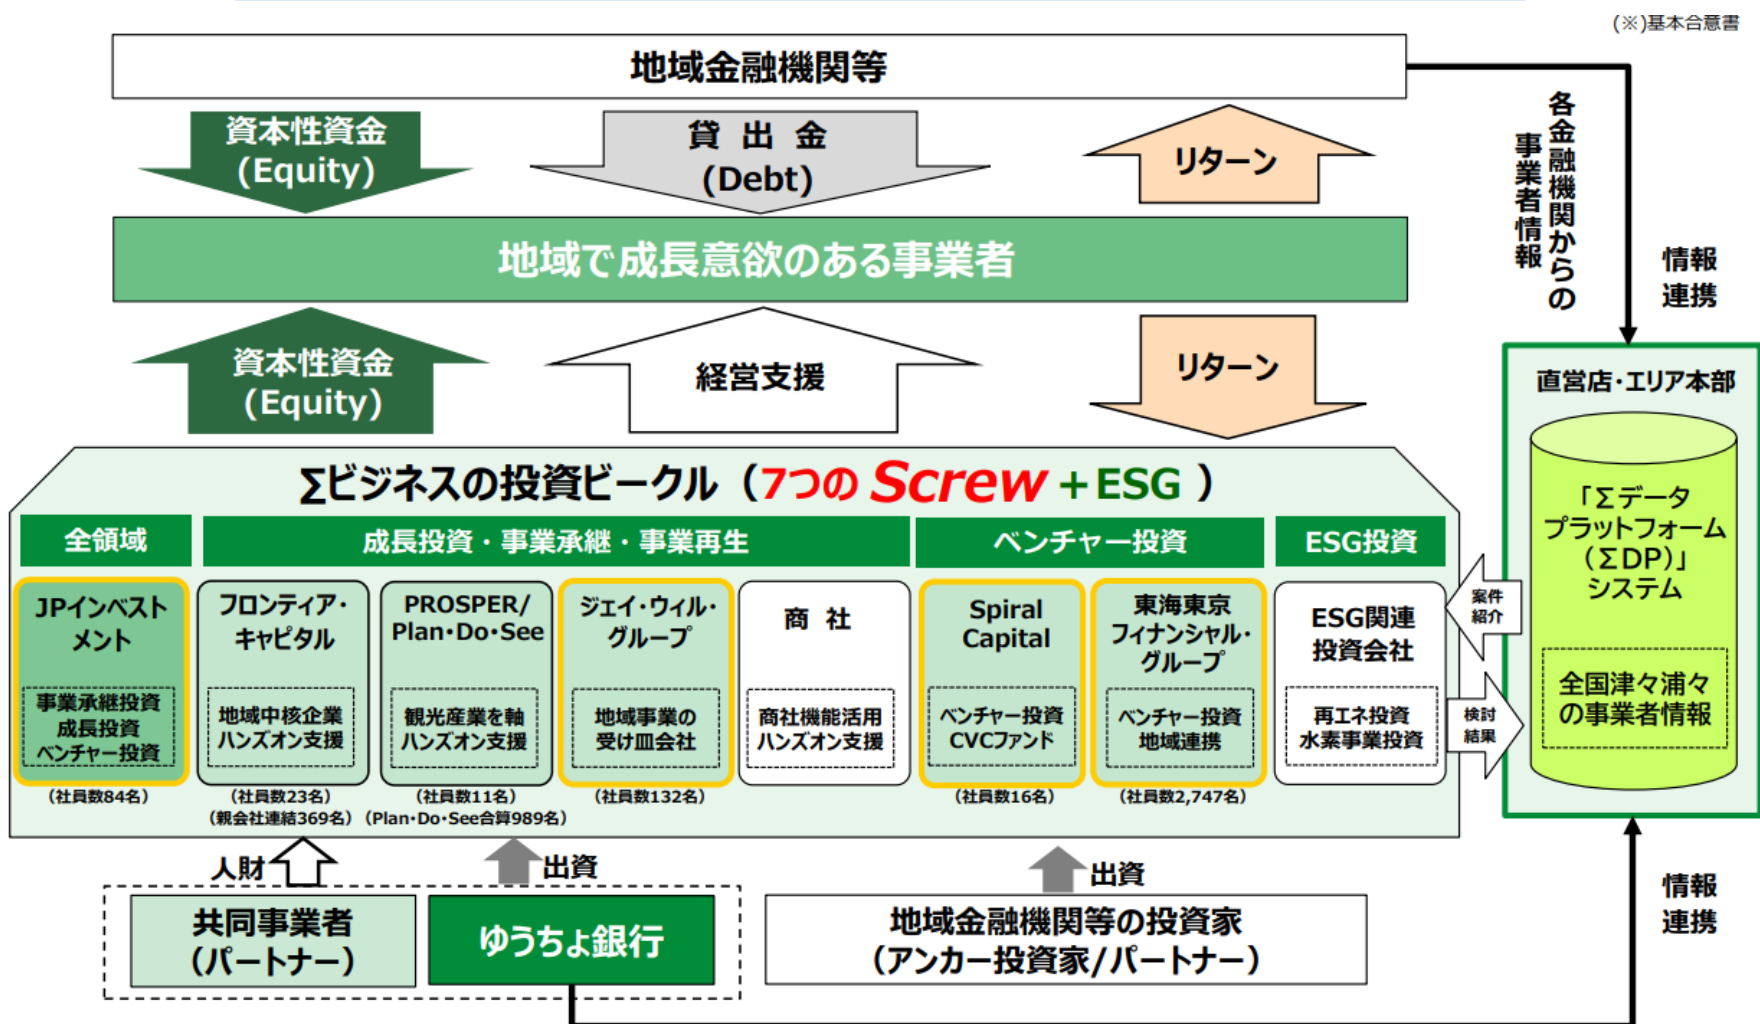 (※)基本合意書
地域金融機関等
資本性資金
(Equity)
貸 出 金
(Debt)
リターン
各金融機関からの
事業者情報
情報
連携
地域で成長意欲のある事業者
資本性資金
(Equity)
経営支援
リターン
直営店・エリア本部
「Σデータ
プラットフォーム
(ΣDP)」
システム
全国津々浦々
の事業者情報
Σビジネスの投資ビークル（7つの Screw +ESG ）
全領域
成長投資・事業承継・事業再生
ベンチャー投資
ESG投資
JPインベスト
メント
事業承継投資
成長投資
ベンチャー投資
(社員数84名)
フロンティア・
キャピタル
地域中核企業
ハンズオン支援
(社員数23名)
(親会社連結369名)
PROSPER/
Plan・Do・See
観光産業を軸
ハンズオン支援
(社員数11名)
(Plan・Do・See合算989名)
ジェイ・ウィル・
グループ
地域事業の
受け皿会社
(社員数132名)
商 社
商社機能活用
ハンズオン支援
Spiral
Capital
ベンチャー投資
CVCファンド
(社員数16名)
東海東京
フィナンシャル・
グループ
ベンチャー投資
地域連携
(社員数2,747名)
ESG関連
投資会社
再エネ投資
水素事業投資
案件
紹介
検討
結果
人財
出資
出資
共同事業者
(パートナー)
ゆうちょ銀行
地域金融機関等の投資家
(アンカー投資家/パートナー)
情報
連携